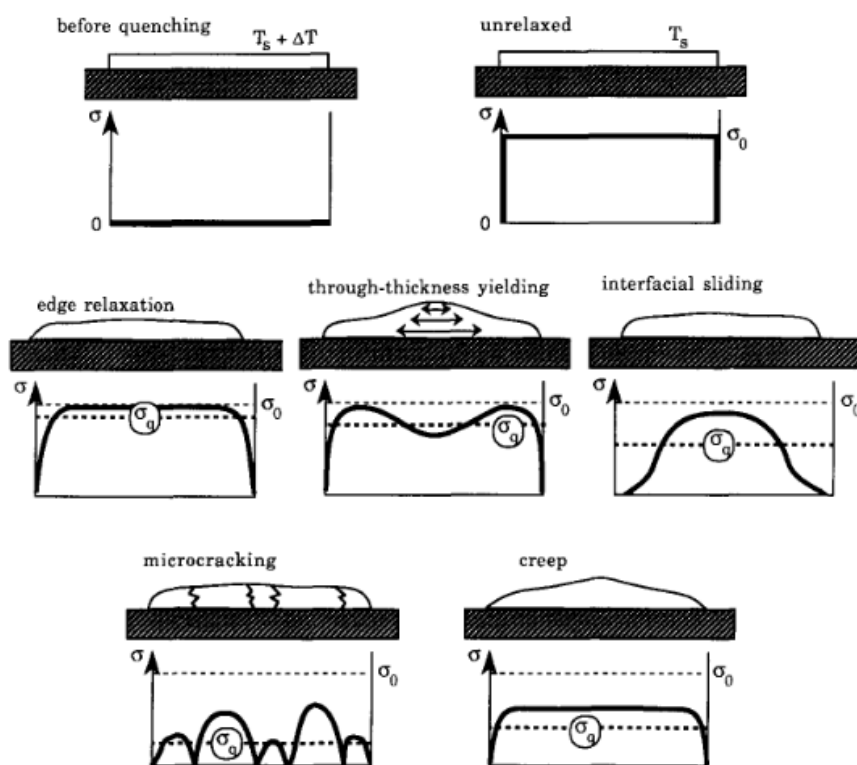 before quenching
T_s + ΔT
σ
0
unrelaxed
T_s
σ
σ_0
0
edge relaxation
σ
σ_0
σ_q
through-thickness yielding
σ
σ_0
σ_q
interfacial sliding
σ
σ_0
σ_q
microcracking
σ
σ_0
σ_q
creep
σ
σ_0
σ_q